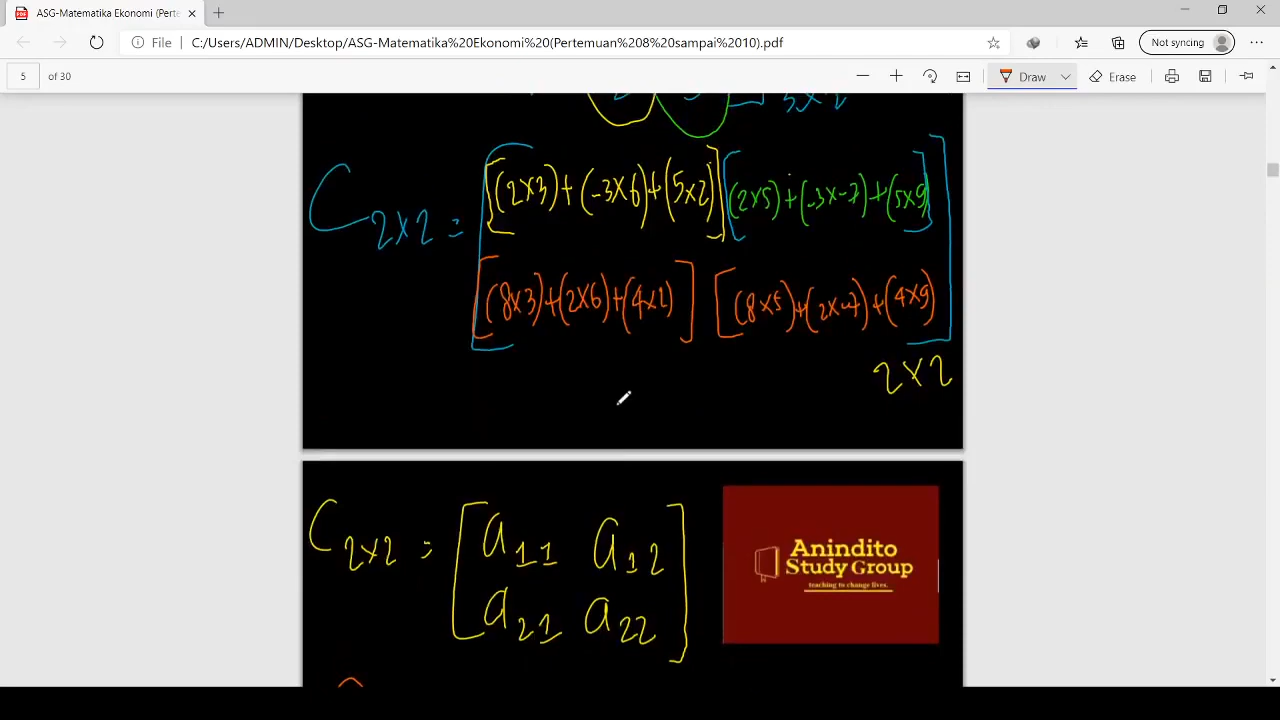 ASG-Matematika Ekonomi (Perte
File C:/Users/ADMIN/Desktop/ASG-Matematika%20Ekonomi%20(Pertemuan%208%20sampai%2010).pdf Not syncing
5 of 30 Draw Erase
3x2
C2x2 = [[(2x3)+(-3x6)+(5x2)] [(2x5)+(-3x-7)+(5x9)]
[(8x3)+(2x6)+(4x2)] [(8x5)+(2x-7)+(4x9)]
2x2
C2x2 = [a11 a12
a21 a22]
Anindito
Study Group
teaching to change lives.